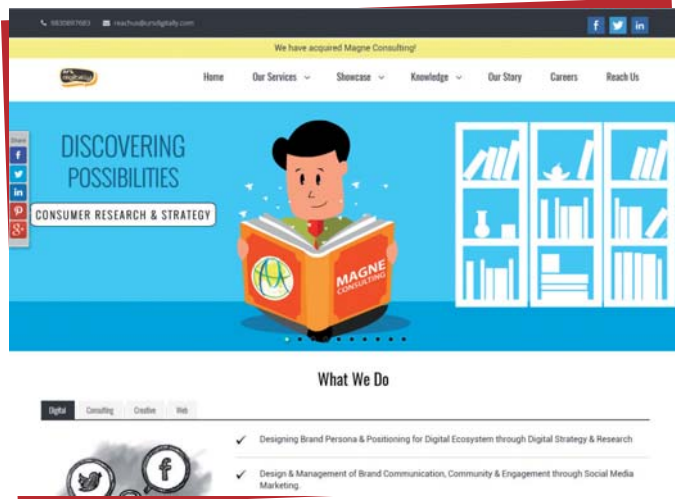 reachus@ursdigitally.com
We have acquired Magne Consulting!
Home Our Services Showcase Knowledge Our Story Careers Reach Us
Share
DISCOVERING
POSSIBILITIES
CONSUMER RESEARCH & STRATEGY
MAGNE
CONSULTING
What We Do
Digital Consulting Creative Web
Designing Brand Persona & Positioning for Digital Ecosystem through Digital Strategy & Research
Design & Management of Brand Communication, Community & Engagement through Social Media
Marketing.